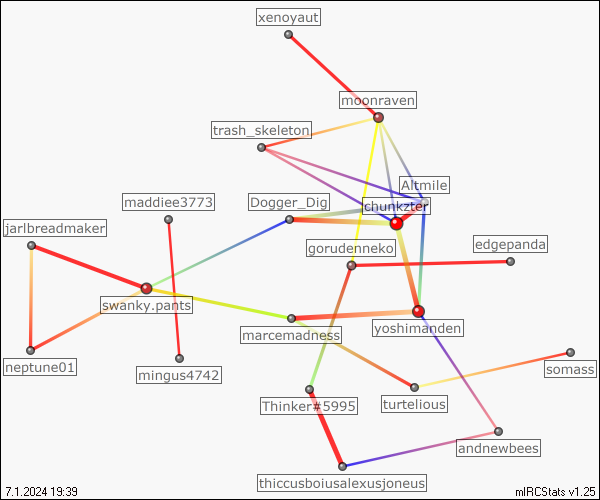 xenoyaut
moonraven
trash_skeleton
Altmile
maddiee3773
Dogger_Dig
chunkzter
jarlbreadmaker
gorudenneko
edgepanda
swanky.pants
marcemadness
yoshimanden
neptune01
mingus4742
somass
Thinker#5995
turtelious
andnewbees
thiccusboiusalexusjoneus
7.1.2024 19:39
mIRCStats v1.25